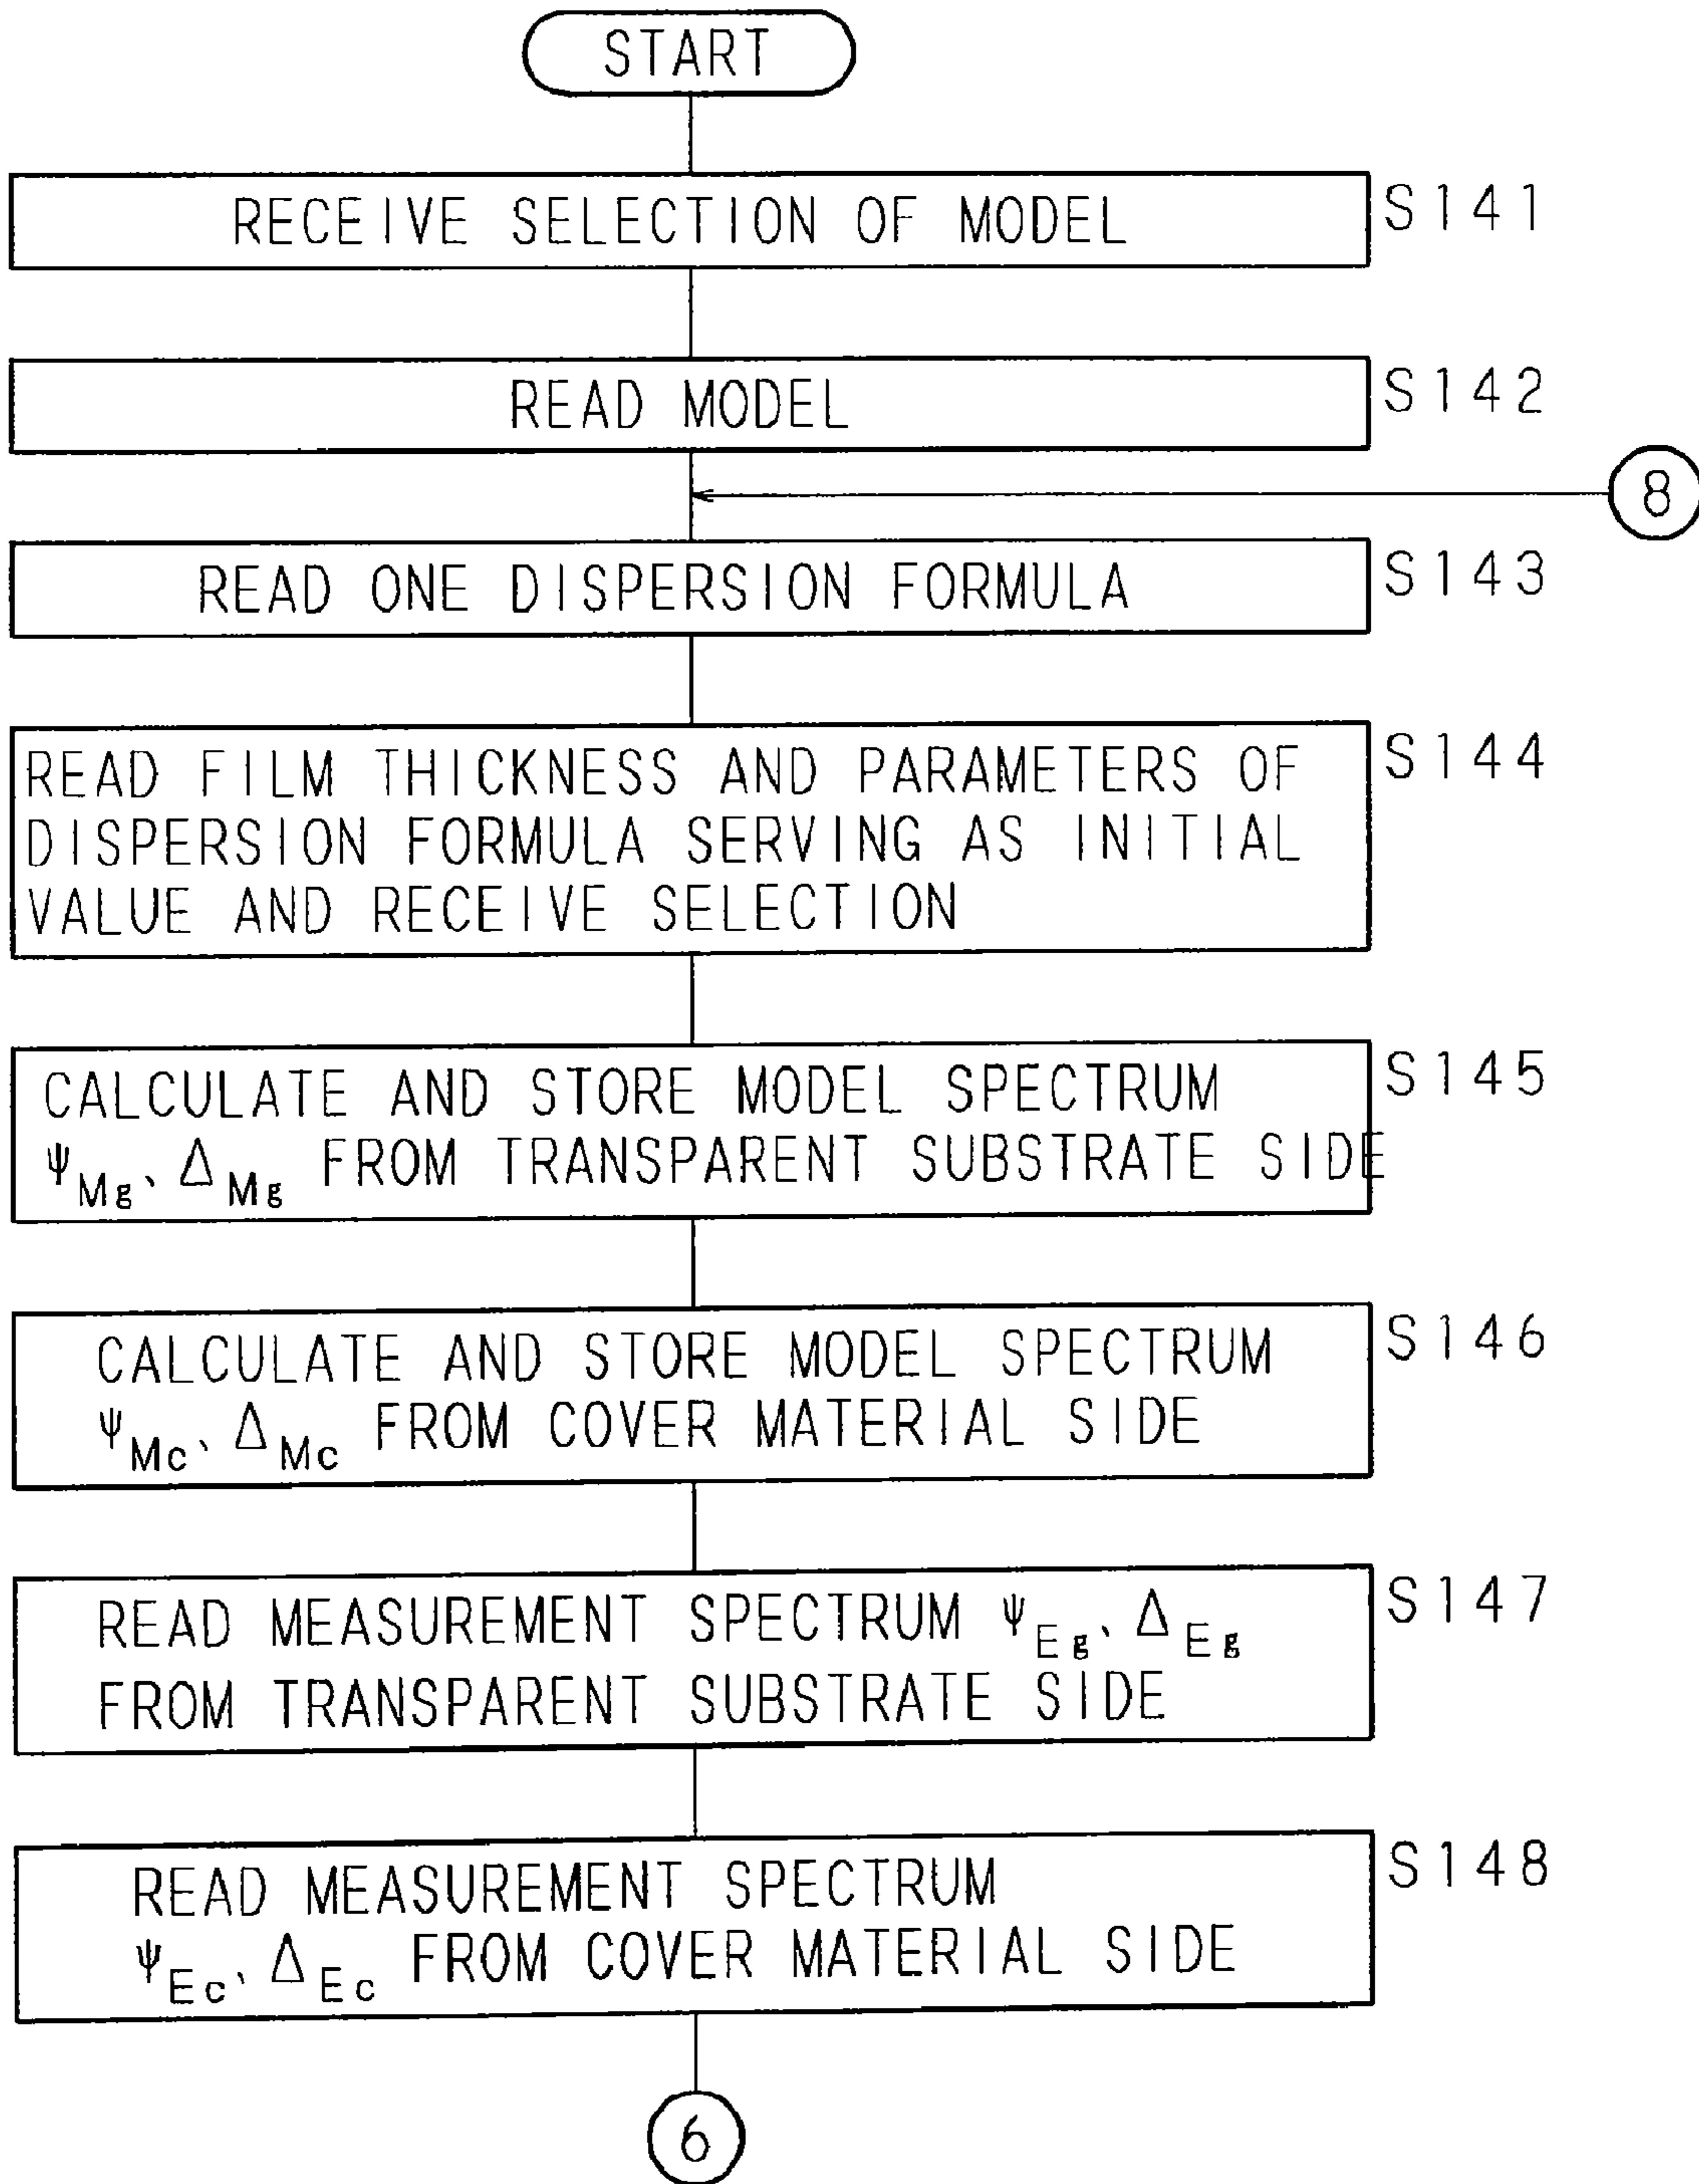 START
RECEIVE SELECTION OF MODEL
S141
READ MODEL
S142
8
READ ONE DISPERSION FORMULA
S143
READ FILM THICKNESS AND PARAMETERS OF
DISPERSION FORMULA SERVING AS INITIAL
VALUE AND RECEIVE SELECTION
S144
CALCULATE AND STORE MODEL SPECTRUM
ψMg、ΔMg FROM TRANSPARENT SUBSTRATE SIDE
S145
CALCULATE AND STORE MODEL SPECTRUM
ψMc、ΔMc FROM COVER MATERIAL SIDE
S146
READ MEASUREMENT SPECTRUM ψEg、ΔEg
FROM TRANSPARENT SUBSTRATE SIDE
S147
READ MEASUREMENT SPECTRUM
ψEc、ΔEc FROM COVER MATERIAL SIDE
S148
6